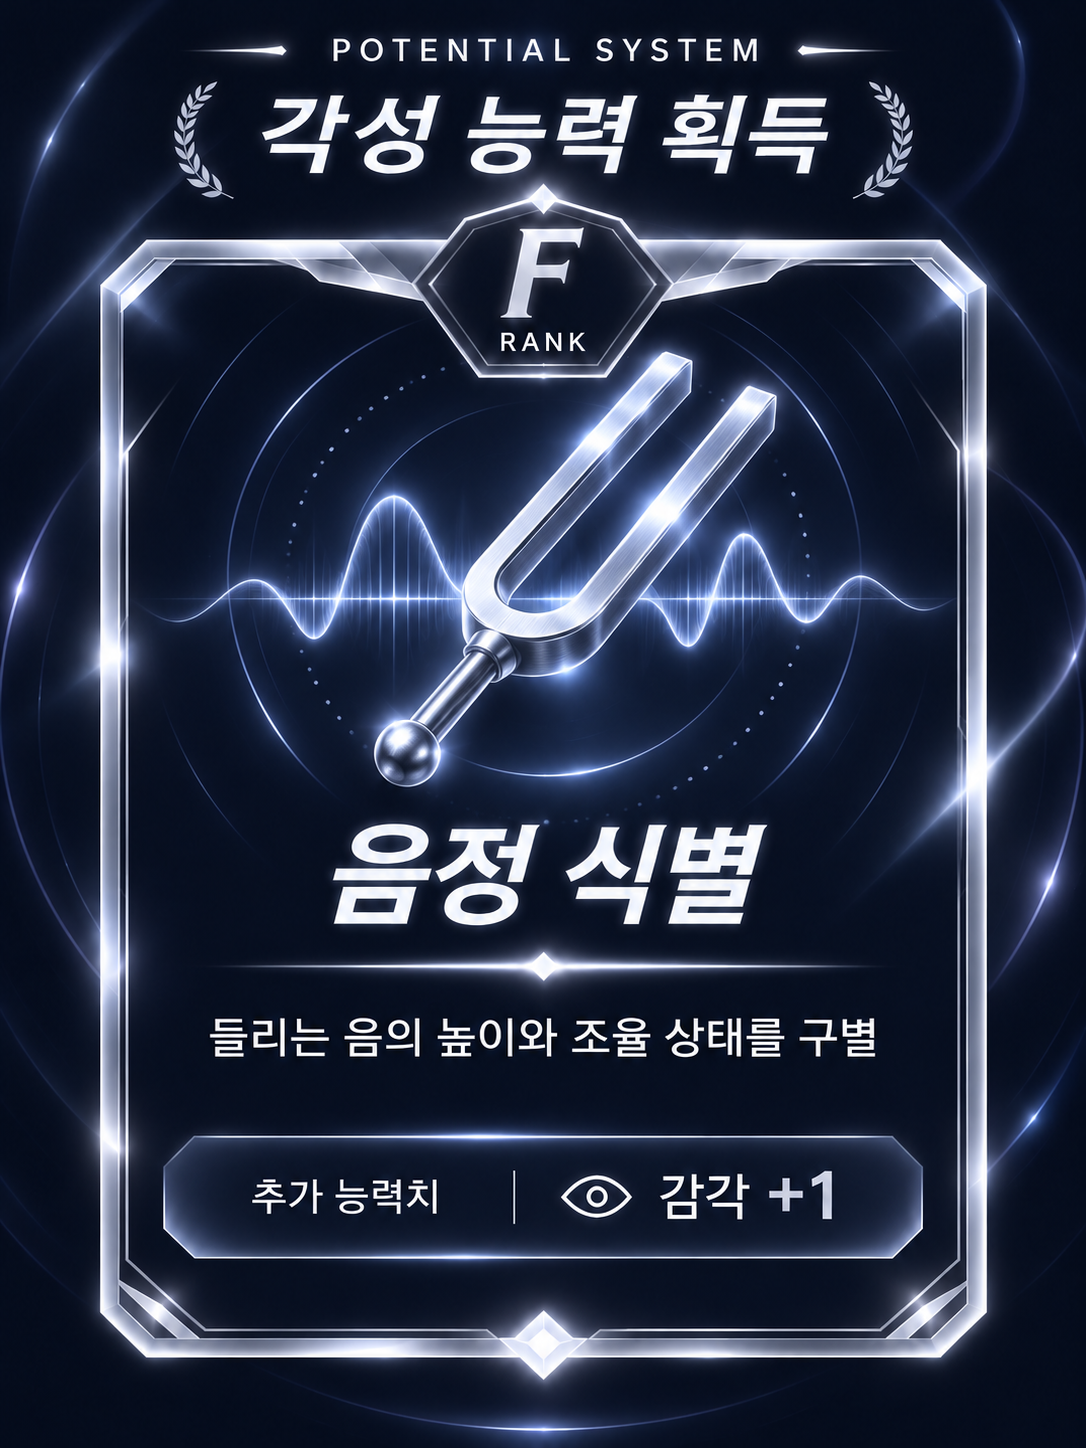 POTENTIAL SYSTEM
각성 능력 획득
F
RANK
음정 식별
들리는 음의 높이와 조율 상태를 구별
추가 능력치
감각 +1